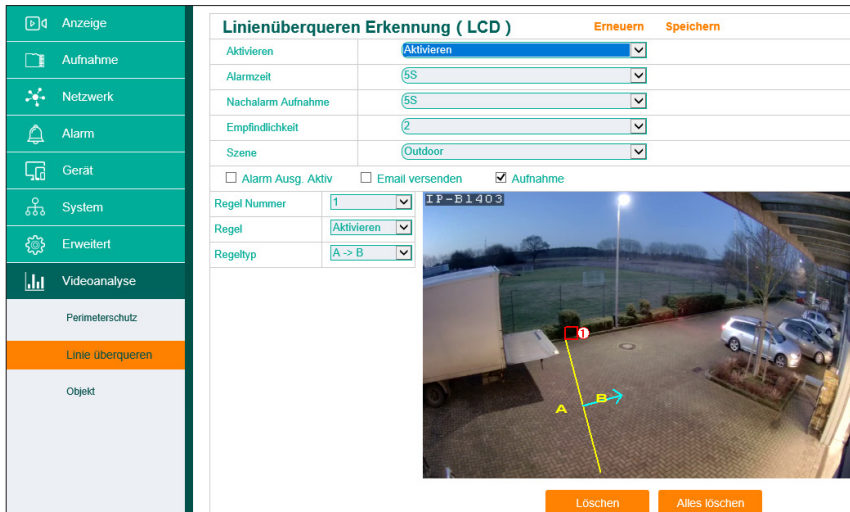 Anzeige
Aufnahme
Netzwerk
Alarm
Gerät
System
Erweitert
Videoanalyse
Perimeterschutz
Linie überqueren
Objekt
Linienüberqueren Erkennung ( LCD )
Erneuern Speichern
Aktivieren Aktivieren
Alarmzeit 5S
Nachalarm Aufnahme 5S
Empfindlichkeit 2
Szene Outdoor
Alarm Ausg. Aktiv Email versenden Aufnahme
Regel Nummer 1
Regel Aktivieren
Regeltyp A -> B
IP-B1403
1
A B
Löschen Alles löschen